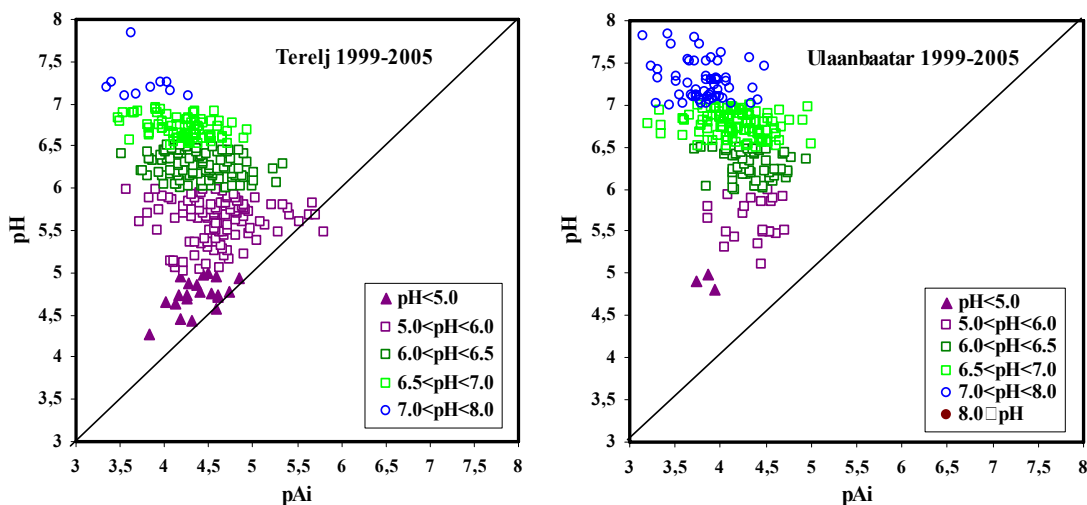 Terelj 1999-2005
pH
8
7,5
7
6,5
6
5,5
5
4,5
4
3,5
3
pH<5.0
5.0<pH<6.0
6.0<pH<6.5
6.5<pH<7.0
7.0<pH<8.0
3 3,5 4 4,5 5 5,5 6 6,5 7 7,5 8
pAi
Ulaanbaatar 1999-2005
pH
8
7,5
7
6,5
6
5,5
5
4,5
4
3,5
3
pH<5.0
5.0<pH<6.0
6.0<pH<6.5
6.5<pH<7.0
7.0<pH<8.0
8.0□pH
3 3,5 4 4,5 5 5,5 6 6,5 7 7,5 8
pAi